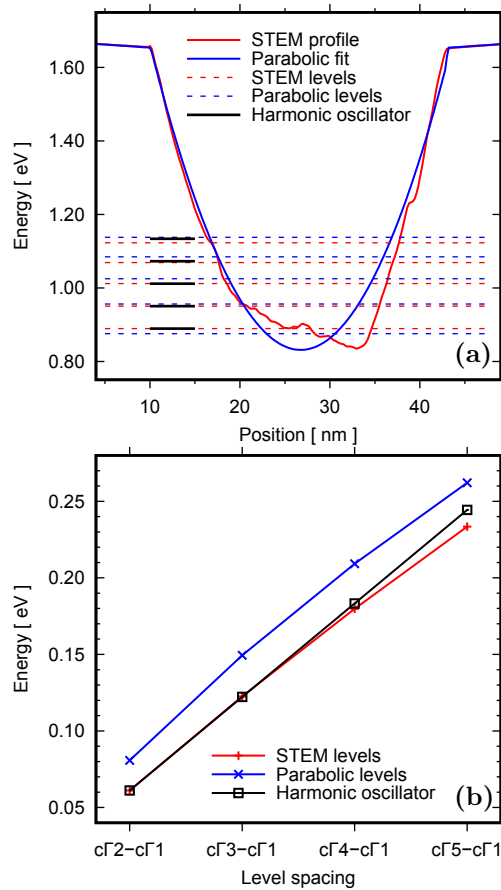 1.60
1.40
1.20
1.00
0.80
Energy [ eV ]
STEM profile
Parabolic fit
STEM levels
Parabolic levels
Harmonic oscillator
(a)
10 20 30 40
Position [ nm ]
0.25
0.20
0.15
0.10
0.05
Energy [ eV ]
STEM levels
Parabolic levels
Harmonic oscillator
(b)
cΓ2−cΓ1 cΓ3−cΓ1 cΓ4−cΓ1 cΓ5−cΓ1
Level spacing